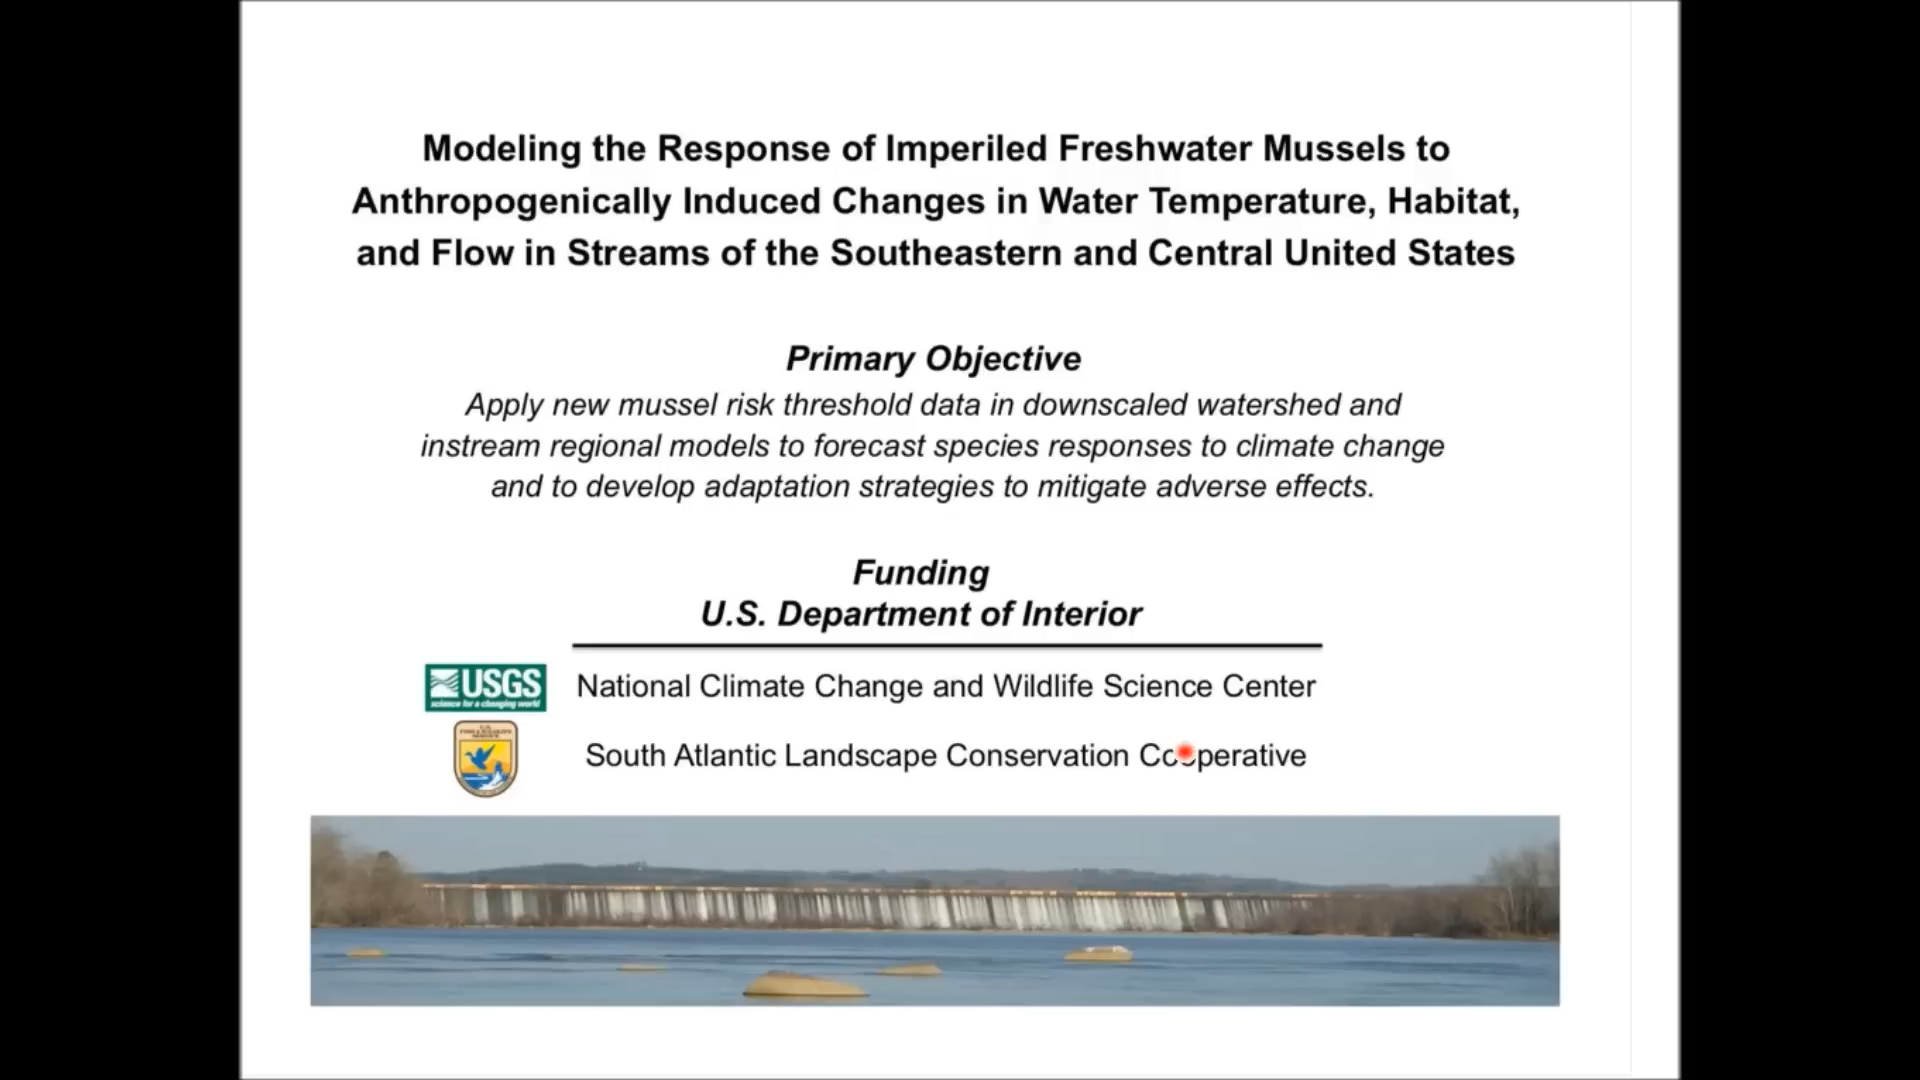 Modeling the Response of Imperiled Freshwater Mussels to
Anthropogenically Induced Changes in Water Temperature, Habitat,
and Flow in Streams of the Southeastern and Central United States
Primary Objective
Apply new mussel risk threshold data in downscaled watershed and
instream regional models to forecast species responses to climate change
and to develop adaptation strategies to mitigate adverse effects.
Funding
U.S. Department of Interior
USGS
science for a changing world
National Climate Change and Wildlife Science Center
U.S.
FISH & WILDLIFE
SERVICE
South Atlantic Landscape Conservation Cooperative